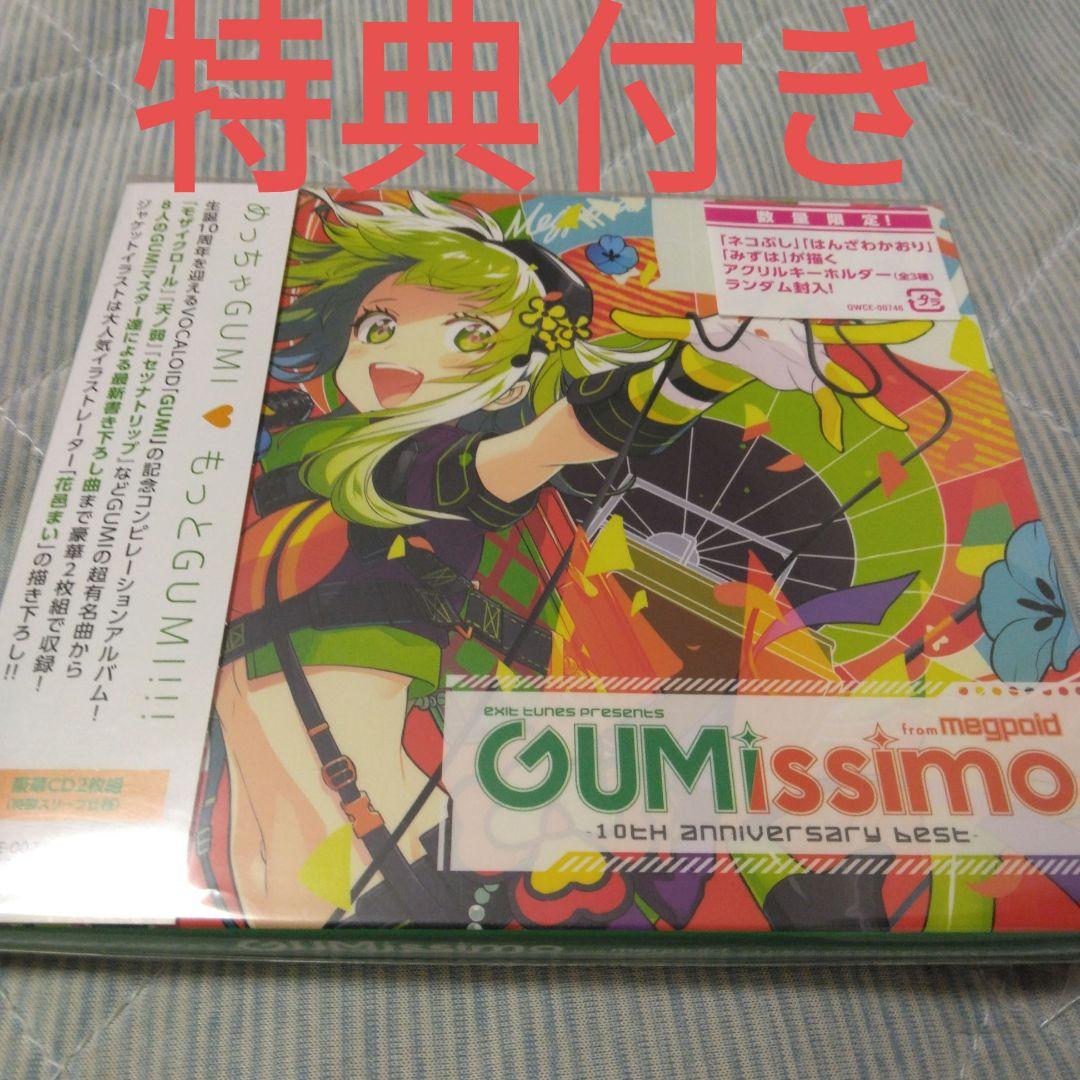 特典付き
めっちゃGUMI♥もっとGUMI!!!!
生誕10周年を迎えるVOCALOID「GUMI」の記念コンピレーションアルバム!
「モザイクロール」「天ノ弱」「セツナトリップ」などGUMIの超有名曲から
8人のGUMIマスター達による最新書き下ろし曲まで豪華2枚組で収録!
ジャケットイラストは大人気イラストレーター「花邑まい」の描き下ろし!!
豪華CD2枚組
(特製スリーブ仕様)
数量限定!
「ネコぶし」「はんざわかおり」
「みずは」が描く
アクリルキーホルダー(全3種)
ランダム封入!
QWCE-00746
プラ
exit tunes presents
GUMissimo from megpoid
-10th anniversary best-
GUMissimo